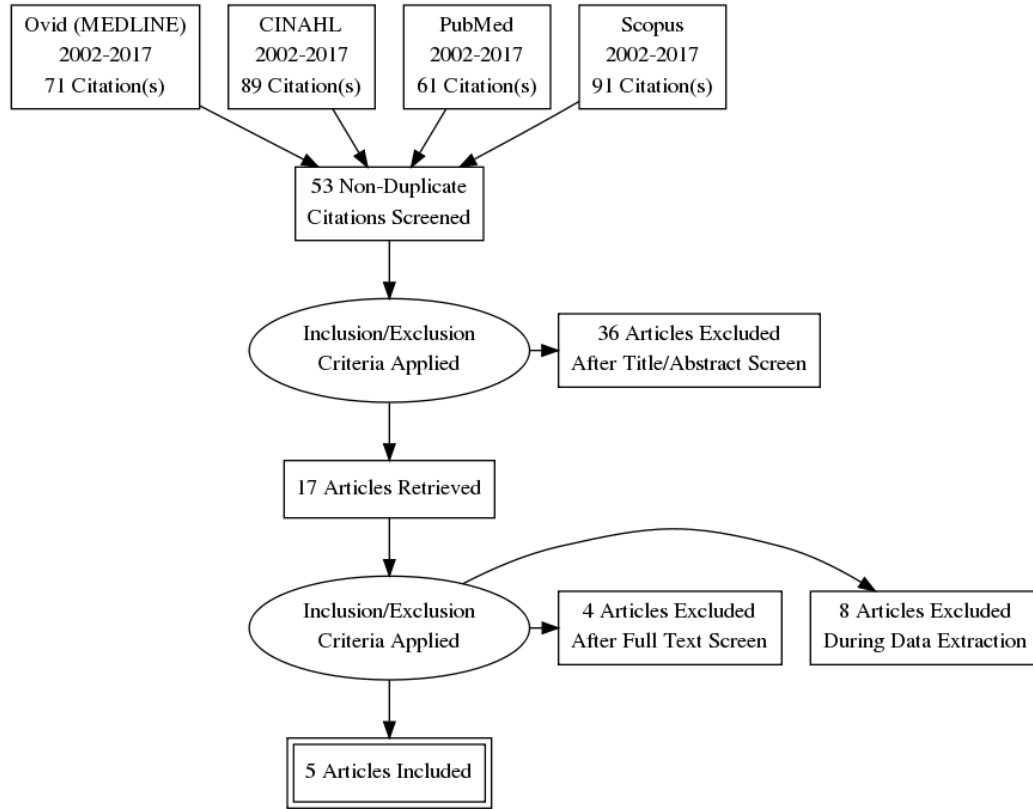 Ovid (MEDLINE)
2002-2017
71 Citation(s)
CINAHL
2002-2017
89 Citation(s)
PubMed
2002-2017
61 Citation(s)
Scopus
2002-2017
91 Citation(s)
53 Non-Duplicate
Citations Screened
Inclusion/Exclusion
Criteria Applied
36 Articles Excluded
After Title/Abstract Screen
17 Articles Retrieved
Inclusion/Exclusion
Criteria Applied
4 Articles Excluded
After Full Text Screen
8 Articles Excluded
During Data Extraction
5 Articles Included